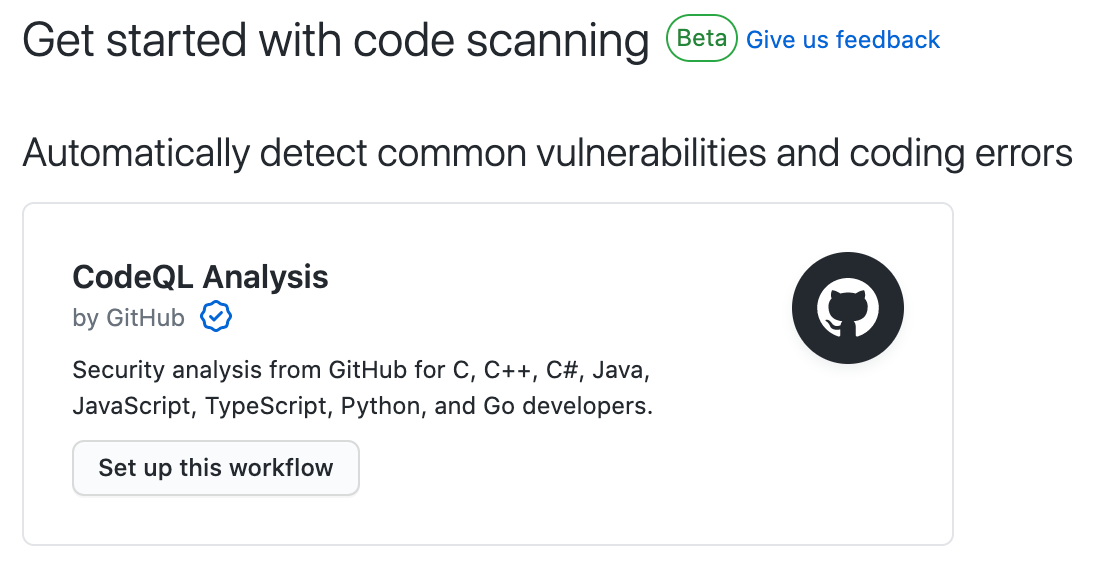 Get started with code scanning Beta Give us feedback
Automatically detect common vulnerabilities and coding errors
CodeQL Analysis
by GitHub
Security analysis from GitHub for C, C++, C#, Java,
JavaScript, TypeScript, Python, and Go developers.
Set up this workflow